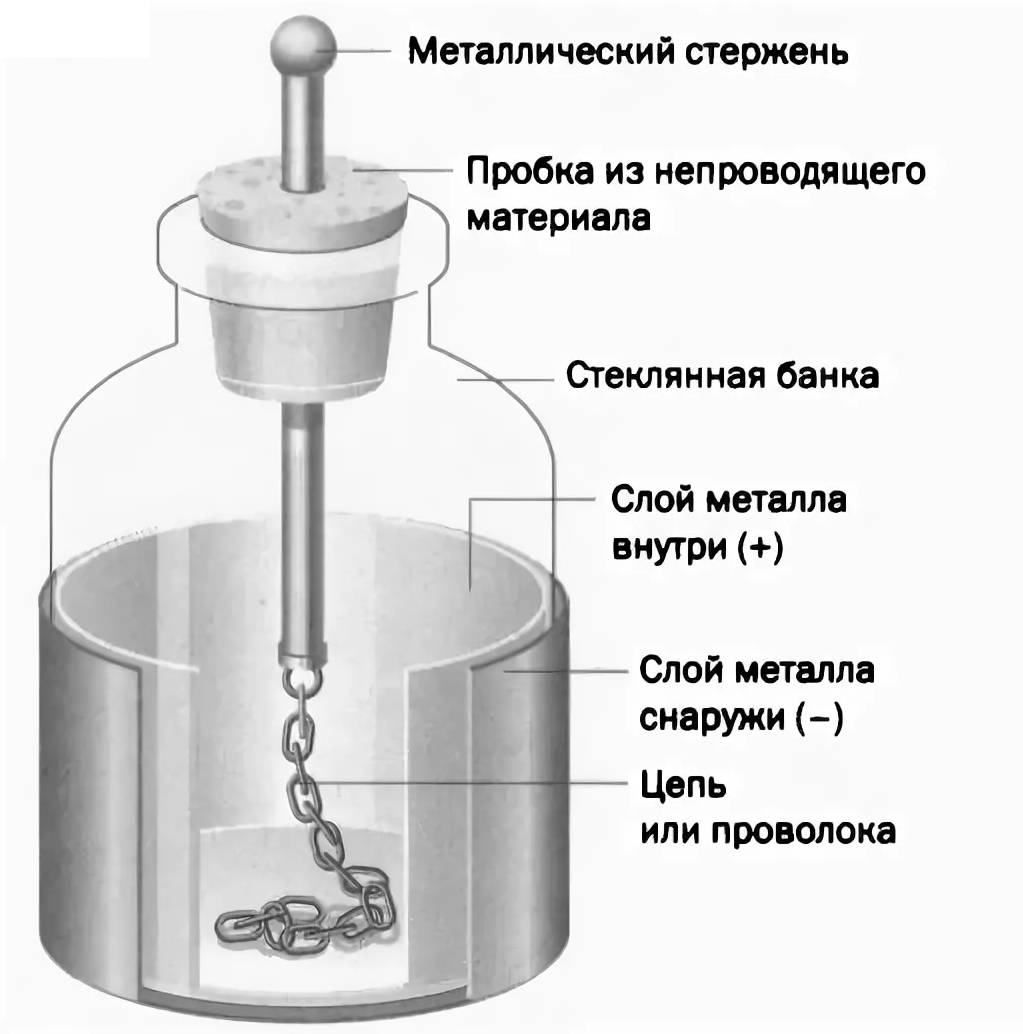 Металлический стержень
Пробка из непроводящего
материала
Стеклянная банка
Слой металла
внутри (+)
Слой металла
снаружи (–)
Цепь
или проволока